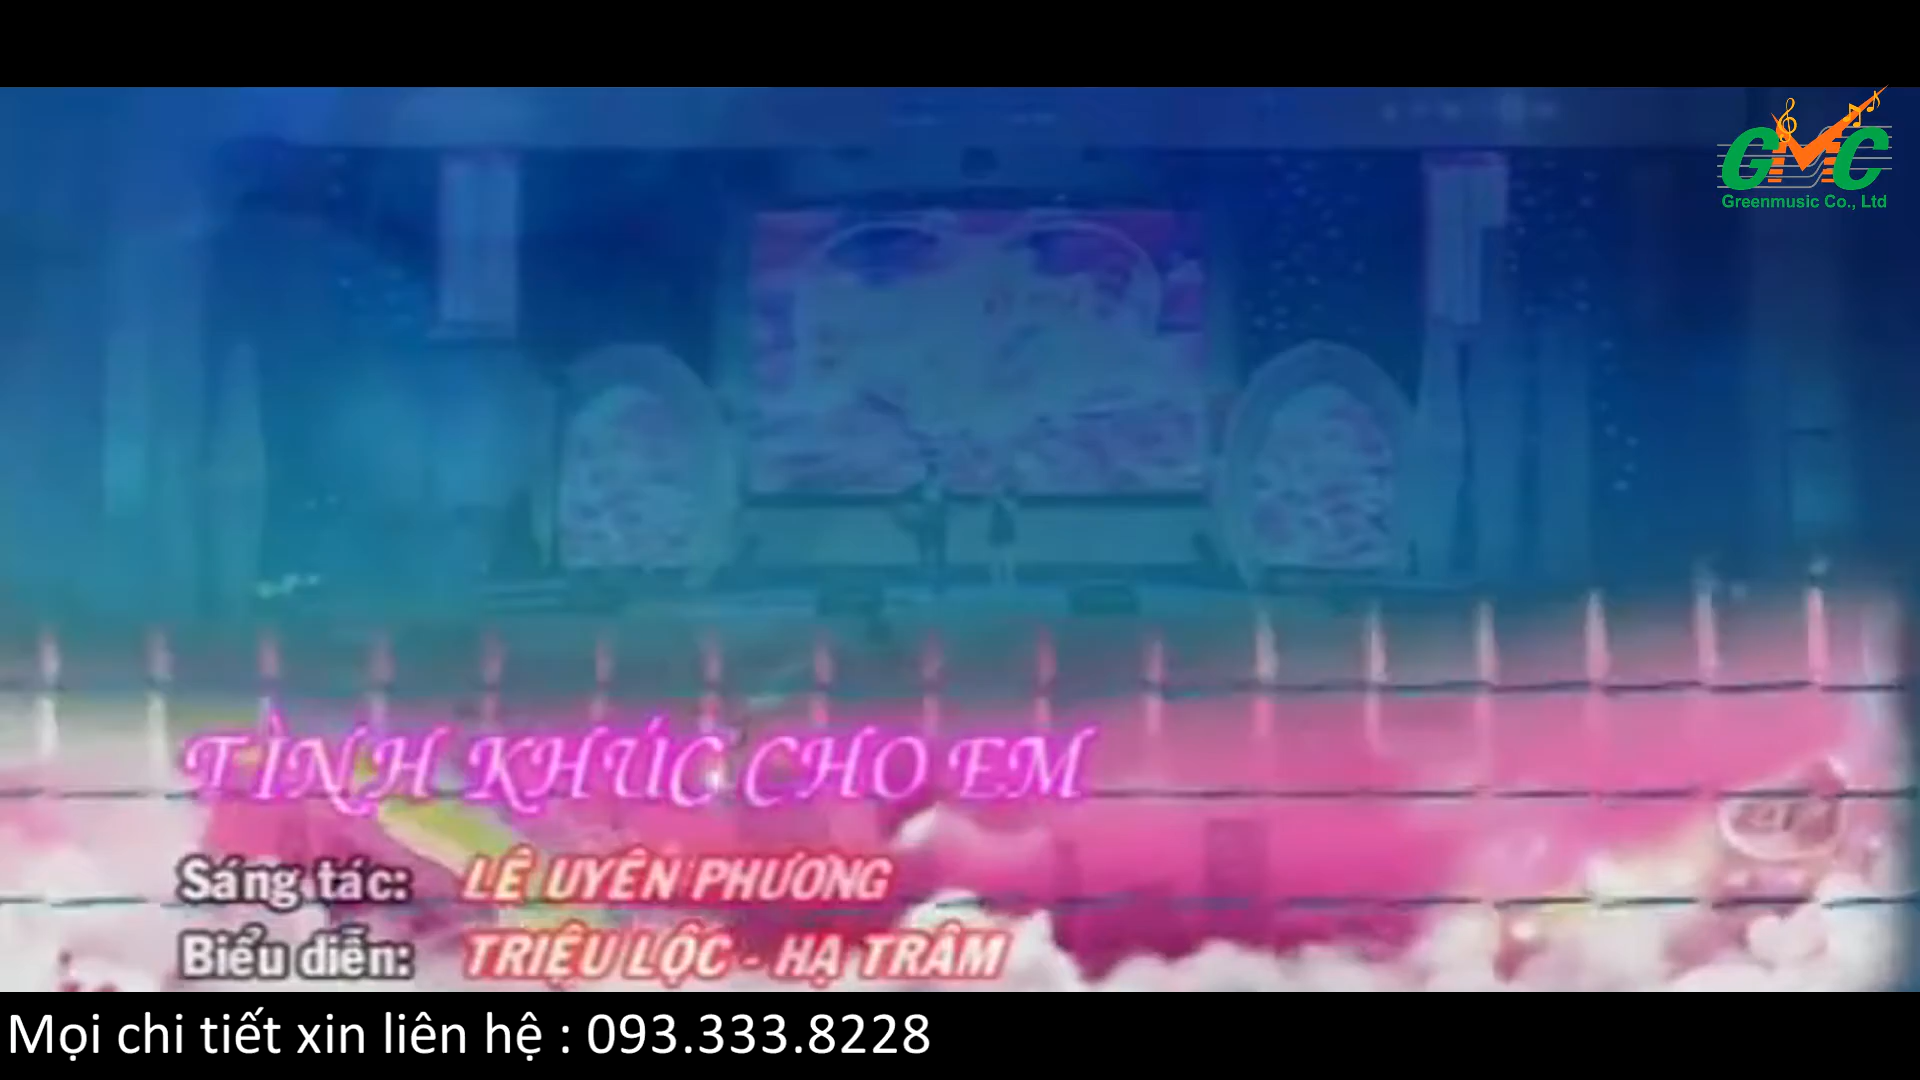 GMC
Greenmusic Co., Ltd
TÌNH KHÚC CHO EM
Sáng tác: LÊ UYÊN PHƯƠNG
Biểu diễn: TRIỆU LỘC - HẠ TRÂM
Mọi chi tiết xin liên hệ : 093.333.8228